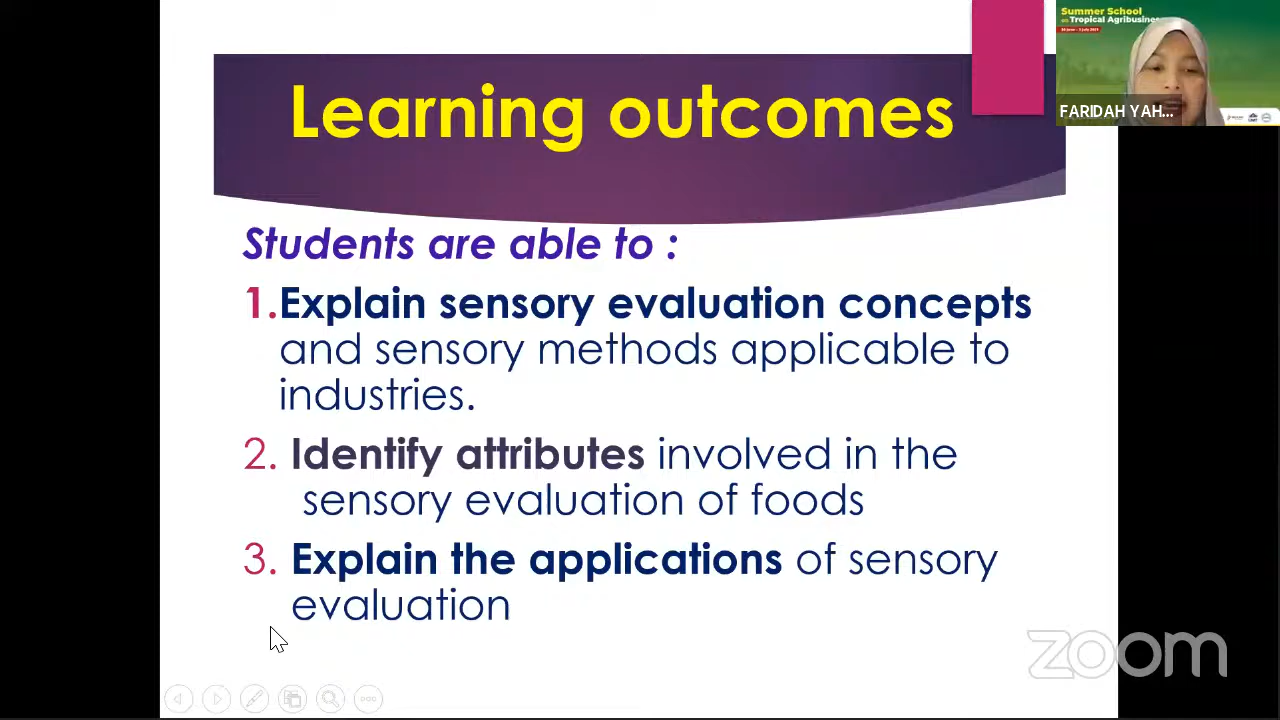 Summer School
on Tropical Agribusiness
FARIDAH YAH...
Learning outcomes
Students are able to :
1.Explain sensory evaluation concepts
and sensory methods applicable to
industries.
2. Identify attributes involved in the
sensory evaluation of foods
3. Explain the applications of sensory
evaluation
zoom